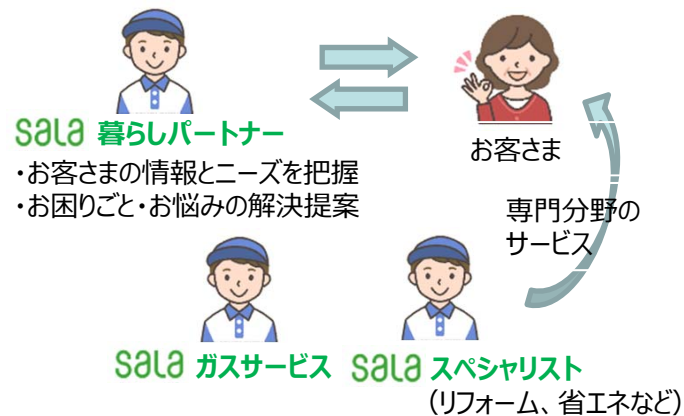 sala 暮らしパートナー
・お客さまの情報とニーズを把握
・お困りごと・お悩みの解決提案
お客さま
専門分野の
サービス
sala ガスサービス
sala スペシャリスト
（リフォーム、省エネなど）